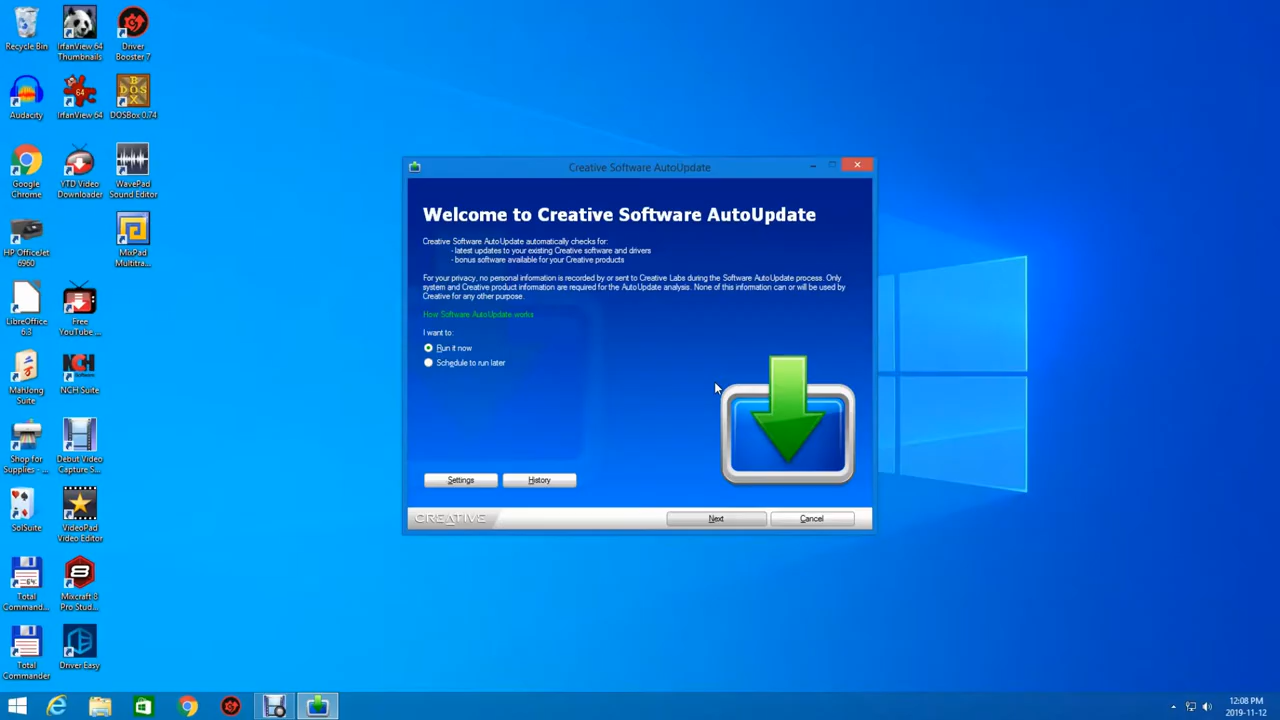 Recycle Bin
IrfanView 64
Thumbnails
Driver
Booster 7
Audacity
64
IrfanView 64
BOX
DOS
DOSBox 0.74
Google
Chrome
YTD Video
Downloader
WavePad
Sound Editor
HP OfficeJet
6960
MixPad
Multitra...
LibreOffice
6.3
Free
YouTube ...
MahJong
Suite
NCH
Software
NCH Suite
Shop for
Supplies - ...
Debut Video
Capture S...
SolSuite
VideoPad
Video Editor
64
Total
Command...
8
Mixcraft 8
Pro Stud...
Total
Commander
Driver Easy
Creative Software AutoUpdate
Welcome to Creative Software AutoUpdate
Creative Software AutoUpdate automatically checks for:
- latest updates to your existing Creative software and drivers
- bonus software available for your Creative products
For your privacy, no personal information is recorded by or sent to Creative Labs during the Software AutoUpdate process. Only
system and Creative product information are required for the AutoUpdate analysis. None of this information can or will be used by
Creative for any other purpose.
How Software AutoUpdate works
I want to:
Run it now
Schedule to run later
Settings
History
CREATIVE
Next
Cancel
12:08 PM
2019-11-12